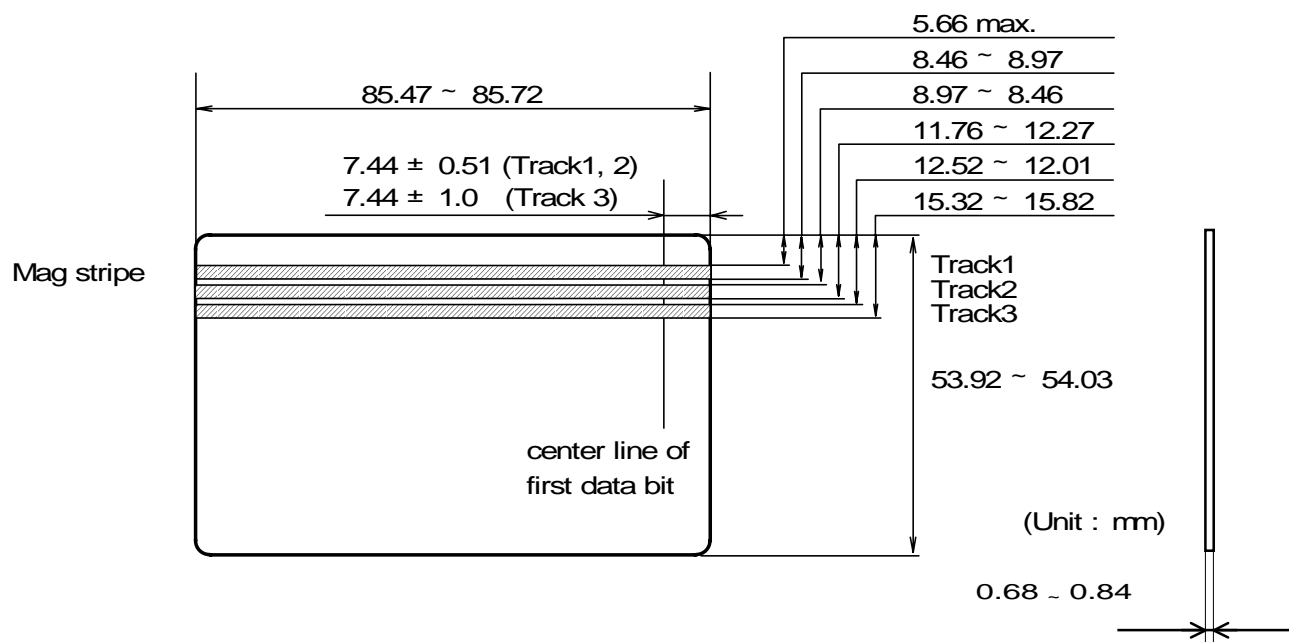 5.66 max.
8.46 ~ 8.97
85.47 ~ 85.72
8.97 ~ 8.46
11.76 ~ 12.27
7.44 ± 0.51 (Track1, 2)
12.52 ~ 12.01
7.44 ± 1.0 (Track 3)
15.32 ~ 15.82
Mag stripe
Track1
Track2
Track3
53.92 ~ 54.03
center line of
first data bit
(Unit : mm)
0.68 ~ 0.84